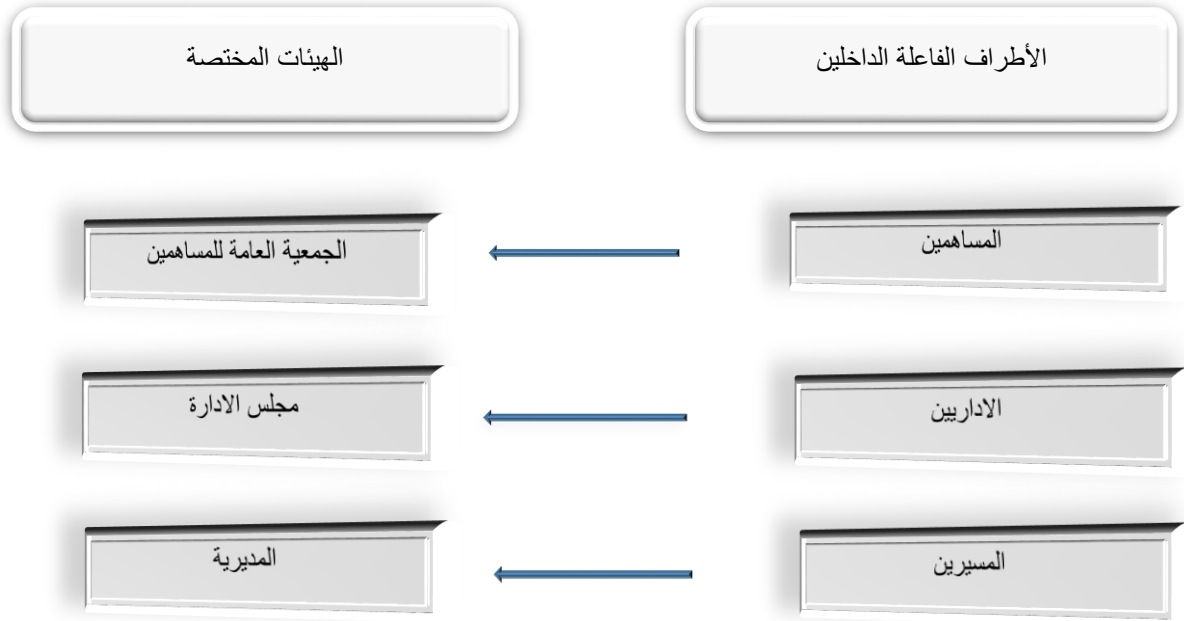 الأطراف الفاعلة الداخلين
الهيئات المختصة
المساهمين
الجمعية العامة للمساهمين
الاداريين
مجلس الادارة
المسيرين
المديرية